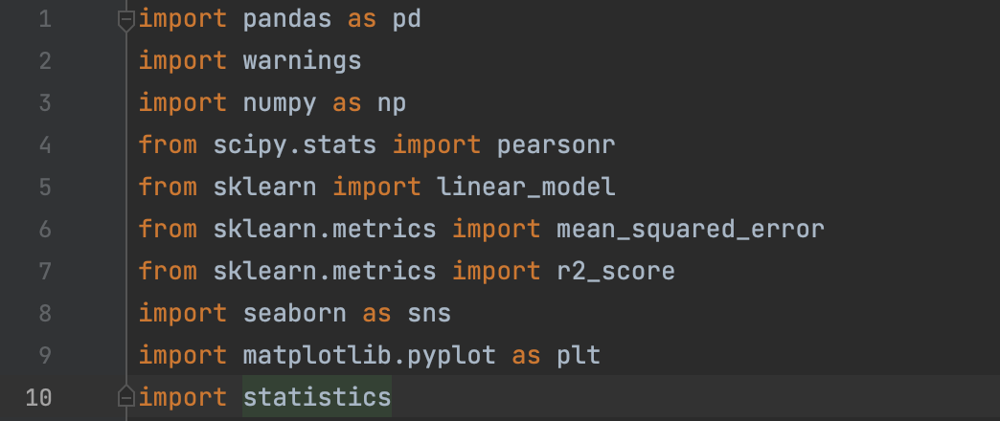 1 import pandas as pd
2 import warnings
3 import numpy as np
4 from scipy.stats import pearsonr
5 from sklearn import linear_model
6 from sklearn.metrics import mean_squared_error
7 from sklearn.metrics import r2_score
8 import seaborn as sns
9 import matplotlib.pyplot as plt
10 import statistics